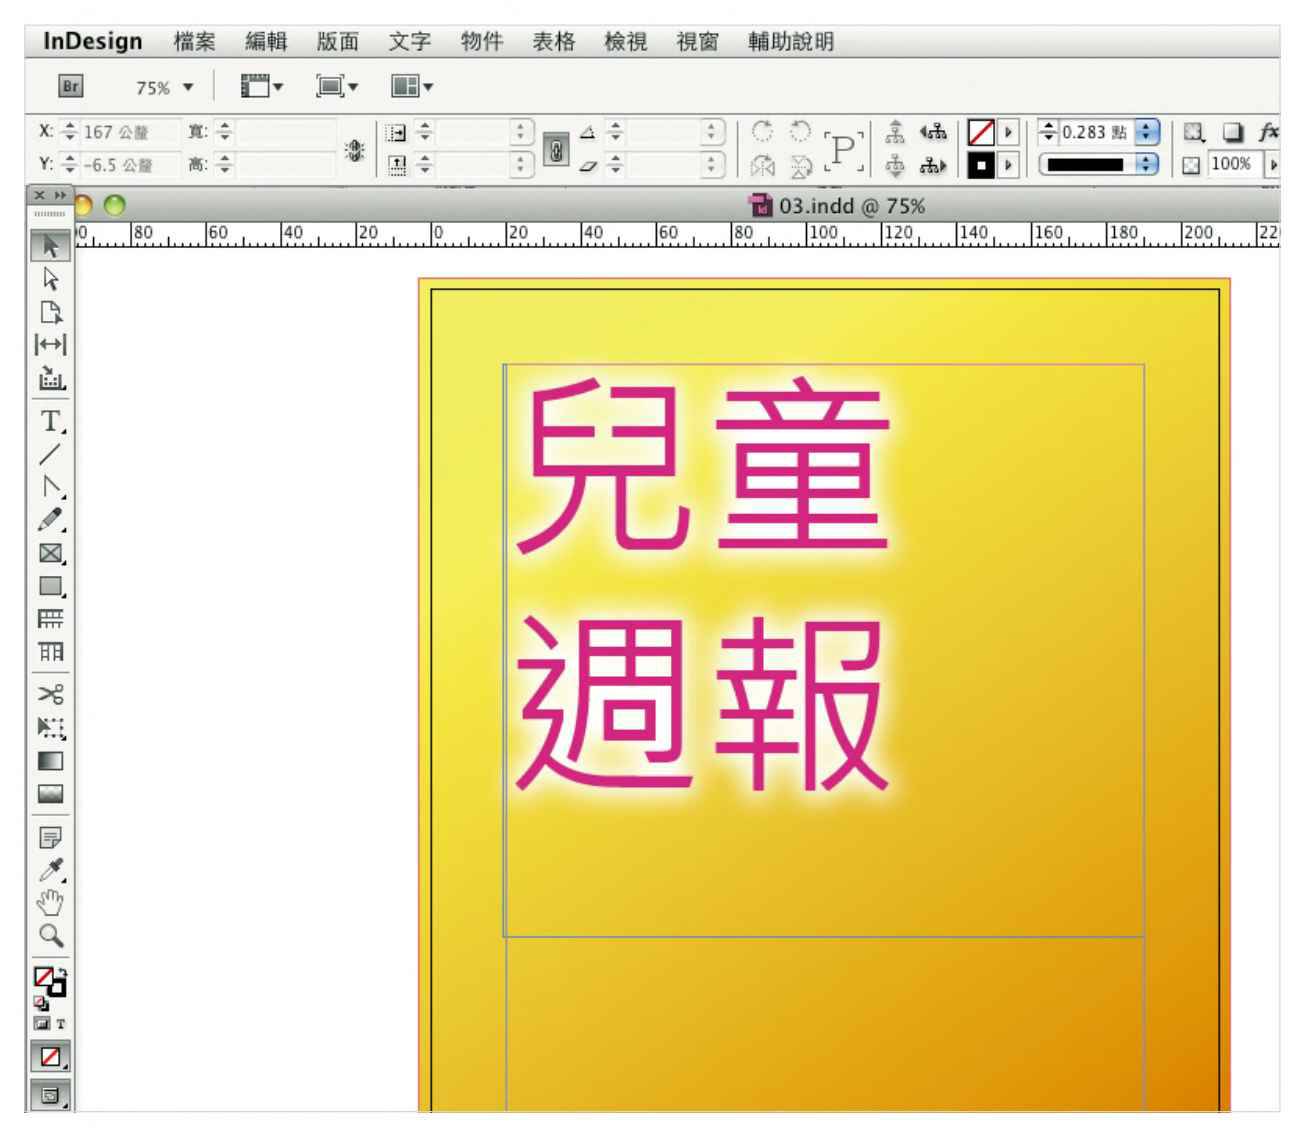 InDesign 檔案 編輯 版面 文字 物件 表格 檢視 視窗 輔助說明
Br 75%
X: 167 公釐 寬: 0.283 點 fx
Y: -6.5 公釐 高: P 100%
03.indd @ 75%
80 60 40 20 0 20 40 60 80 100 120 140 160 180 200
兒童
週報
T
T